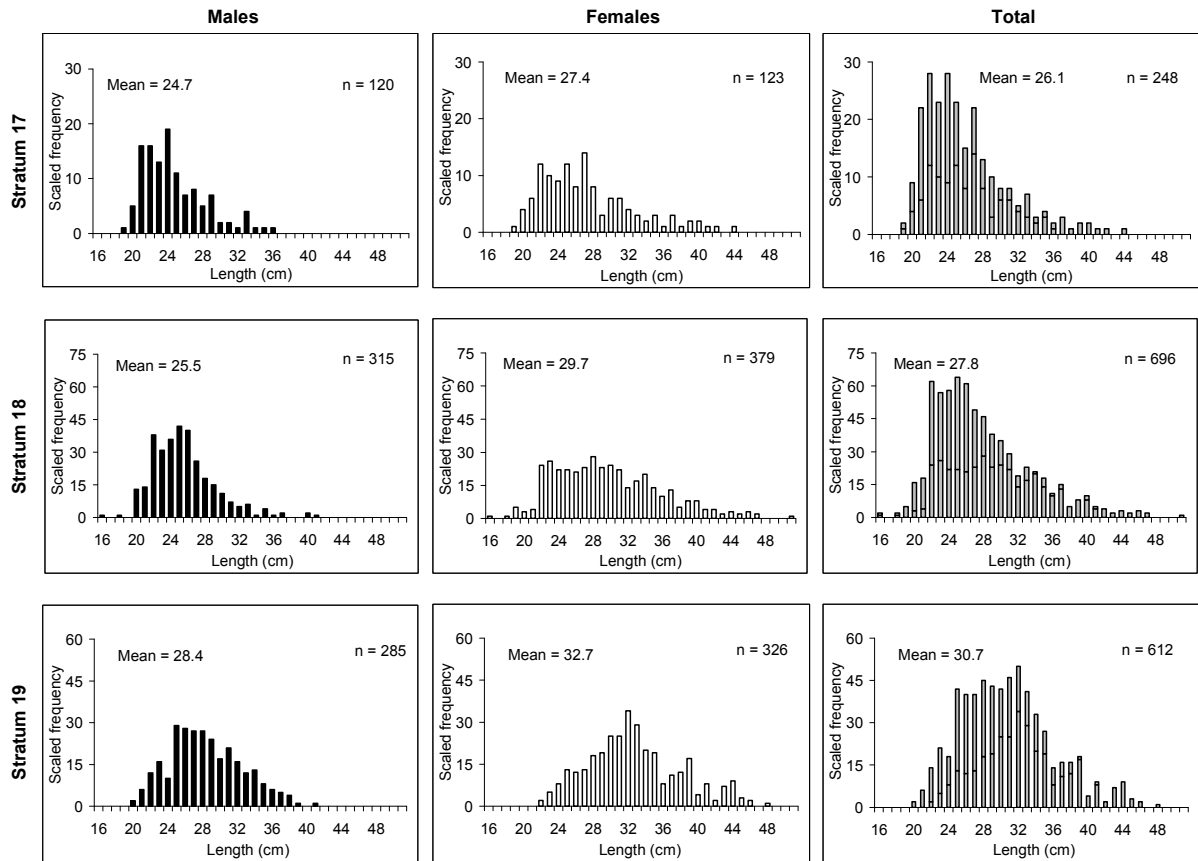 Males Females Total
Stratum 17
Scaled frequency
30
20
10
0
Mean = 24.7 n = 120
16 20 24 28 32 36 40 44 48
Length (cm)
Scaled frequency
30
20
10
0
Mean = 27.4 n = 123
16 20 24 28 32 36 40 44 48
Length (cm)
Scaled frequency
30
20
10
0
Mean = 26.1 n = 248
16 20 24 28 32 36 40 44 48
Length (cm)
Stratum 18
Scaled frequency
75
60
45
30
15
0
Mean = 25.5 n = 315
16 20 24 28 32 36 40 44 48
Length (cm)
Scaled frequency
75
60
45
30
15
0
Mean = 29.7 n = 379
16 20 24 28 32 36 40 44 48
Length (cm)
Scaled frequency
75
60
45
30
15
0
Mean = 27.8 n = 696
16 20 24 28 32 36 40 44 48
Length (cm)
Stratum 19
Scaled frequency
60
45
30
15
0
Mean = 28.4 n = 285
16 20 24 28 32 36 40 44 48
Length (cm)
Scaled frequency
60
45
30
15
0
Mean = 32.7 n = 326
16 20 24 28 32 36 40 44 48
Length (cm)
Scaled frequency
60
45
30
15
0
Mean = 30.7 n = 612
16 20 24 28 32 36 40 44 48
Length (cm)